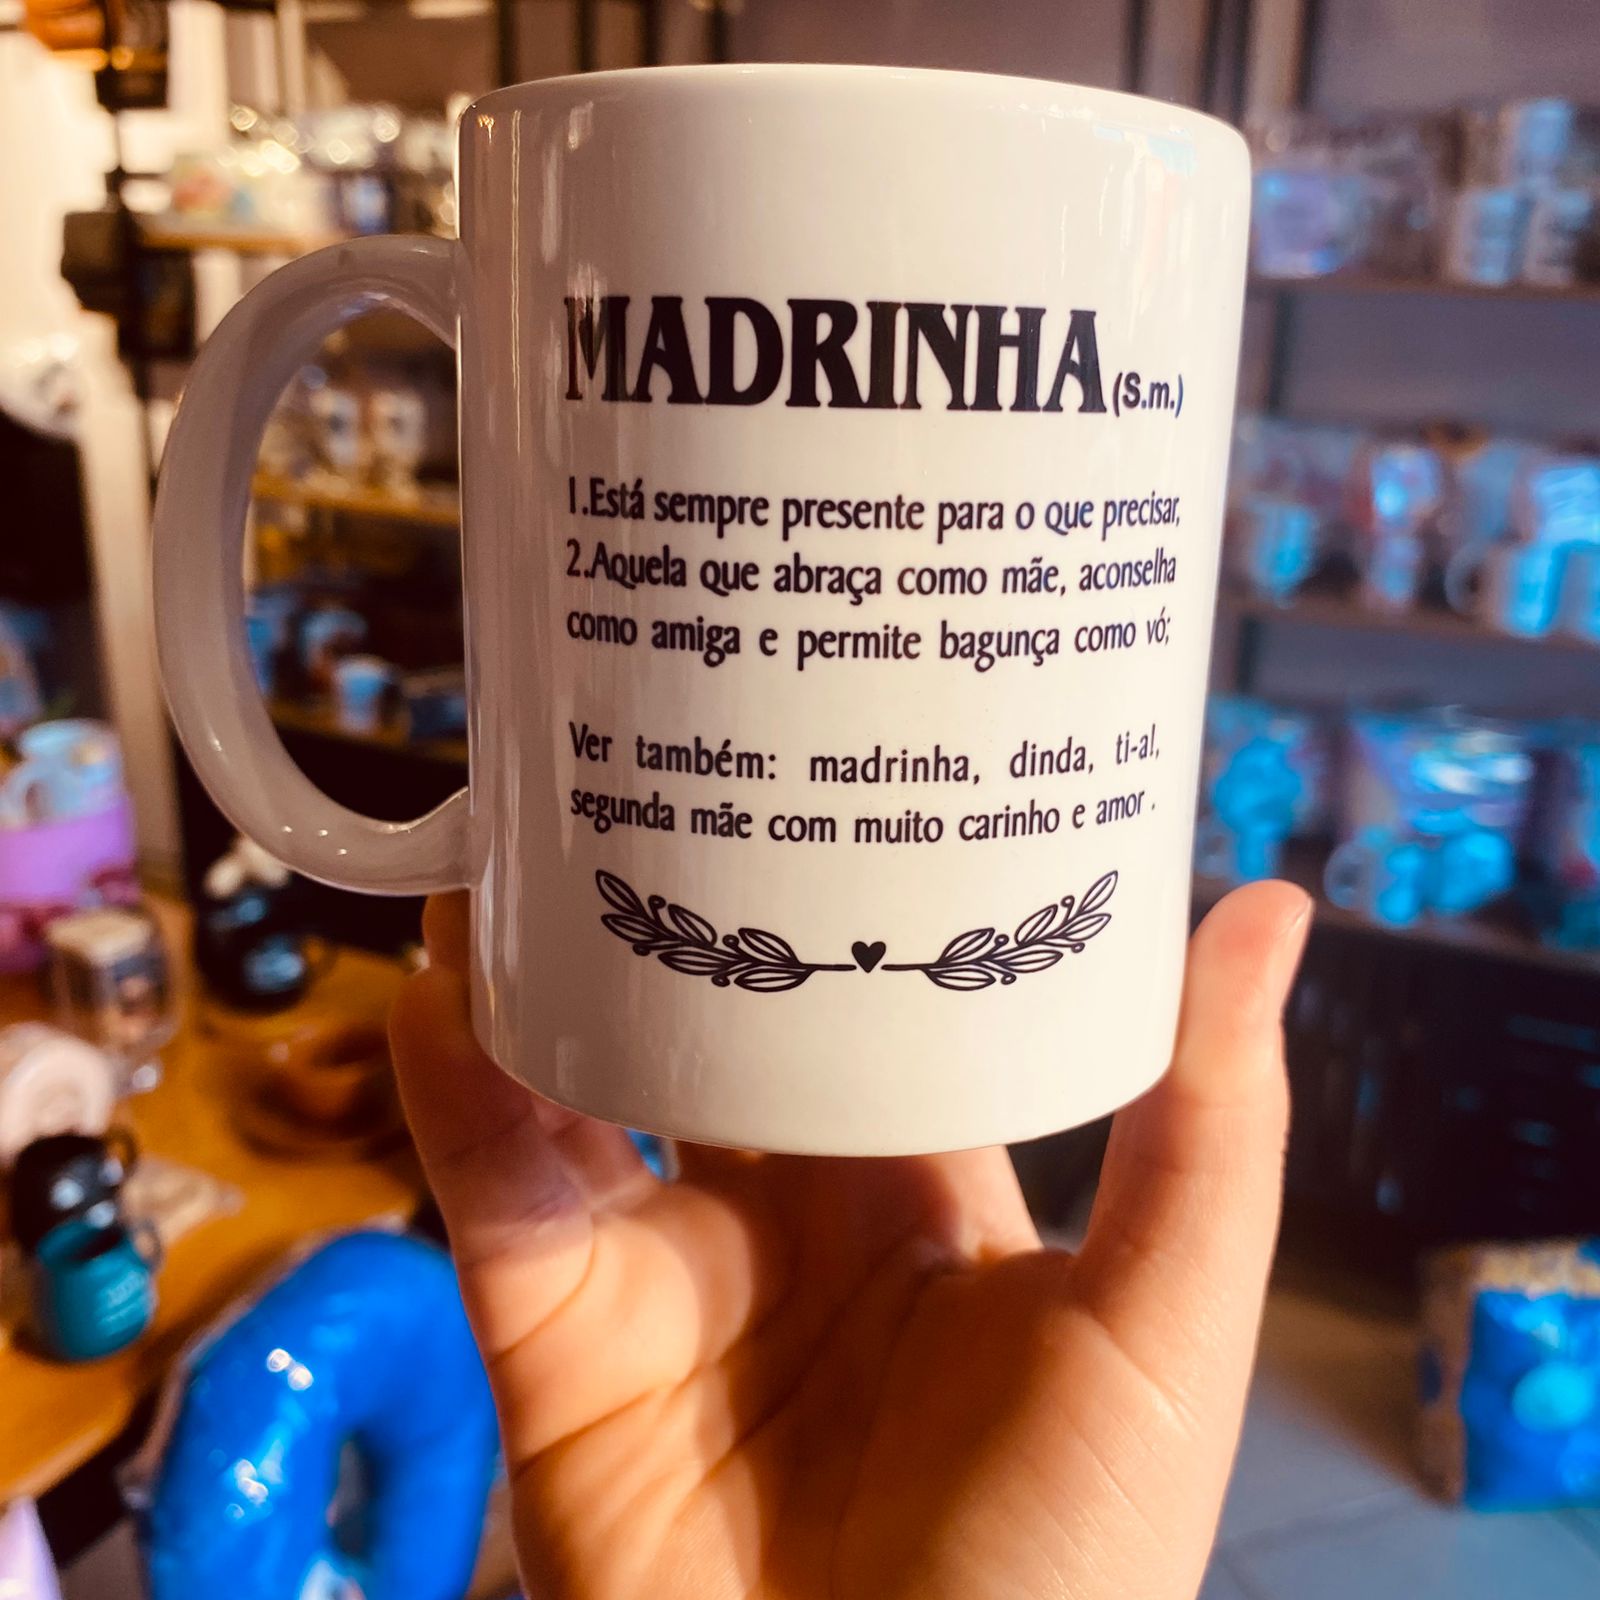 MADRINHA (S.m.)
1.Está sempre presente para o que precisar,
2.Aquela que abraça como mãe, aconselha
como amiga e permite bagunça como vó;
Ver também: madrinha, dinda, ti-a!,
segunda mãe com muito carinho e amor .